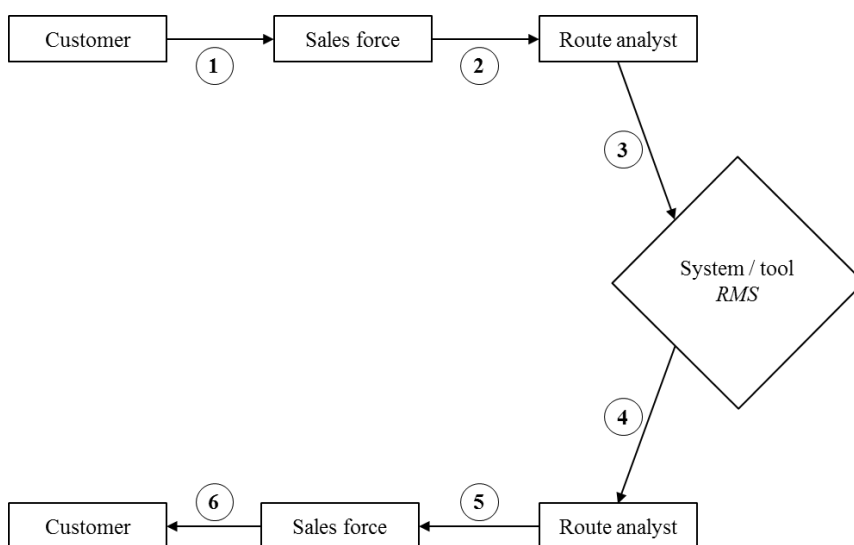 Customer
Sales force
Route analyst
1
2
3
System / tool
RMS
4
6
5
Customer
Sales force
Route analyst